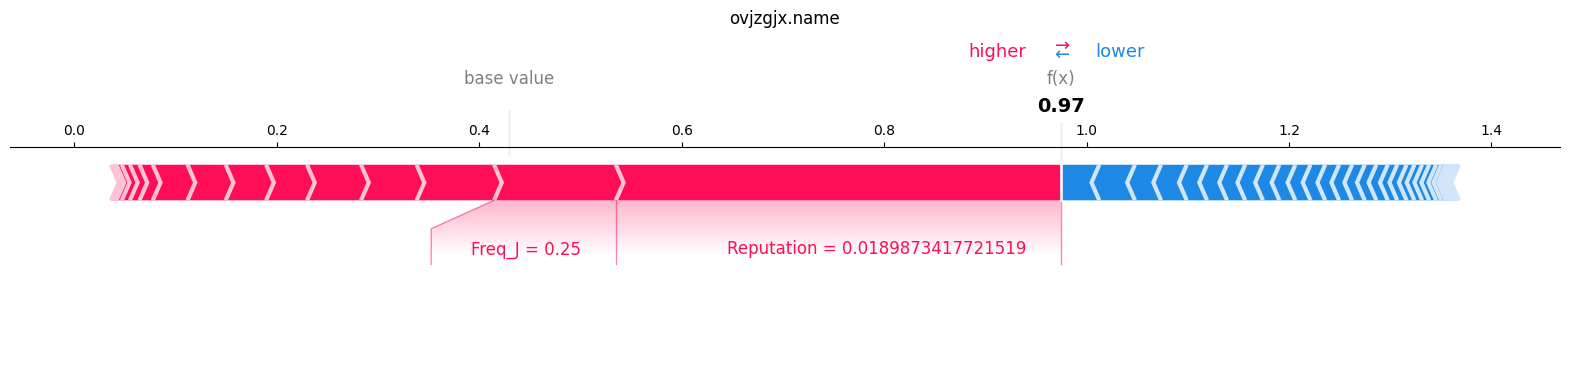 ovjzgjx.name
higher → ← lower
base value f(x)
0.97
0.0 0.2 0.4 0.6 0.8 1.0 1.2 1.4
Freq_J = 0.25 Reputation = 0.0189873417721519